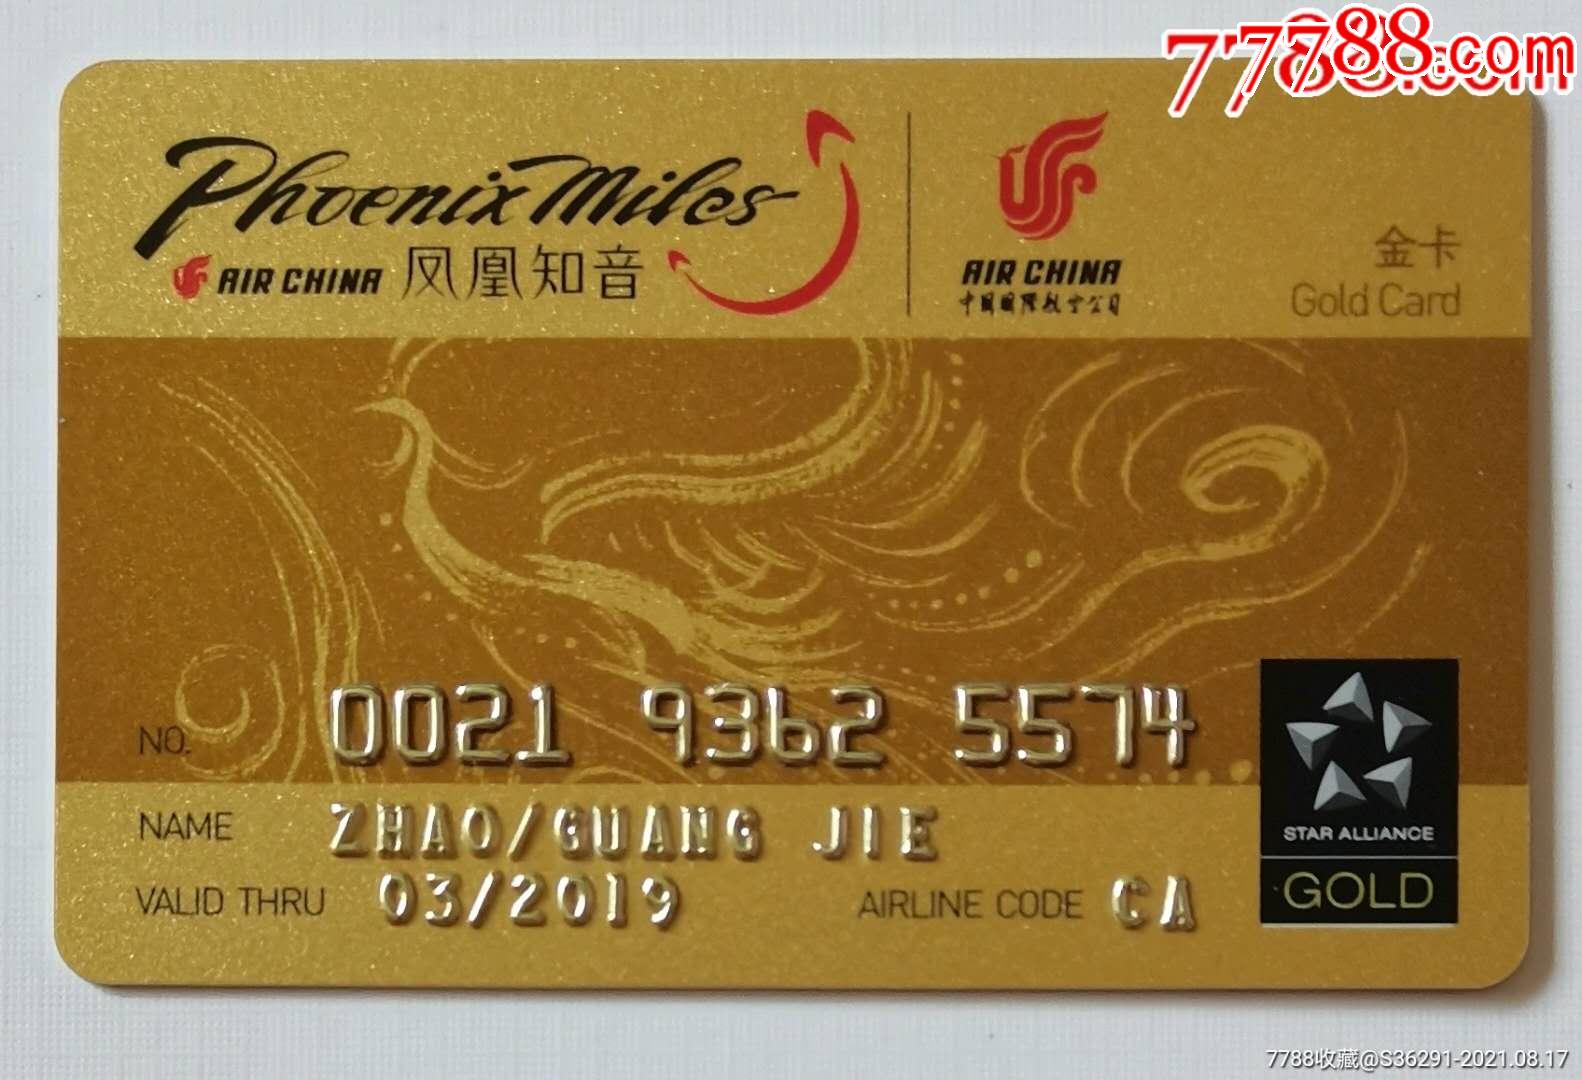 77788.com
Phoenix Miles
AIR CHINA 凤凰知音
AIR CHINA
中国国际航空公司
金卡
Gold Card
NO. 0021 9362 5574
NAME ZHAO/GUANG JIE
VALID THRU 03/2019 AIRLINE CODE CA
STAR ALLIANCE
GOLD
7788收藏@S36291-2021.08.17